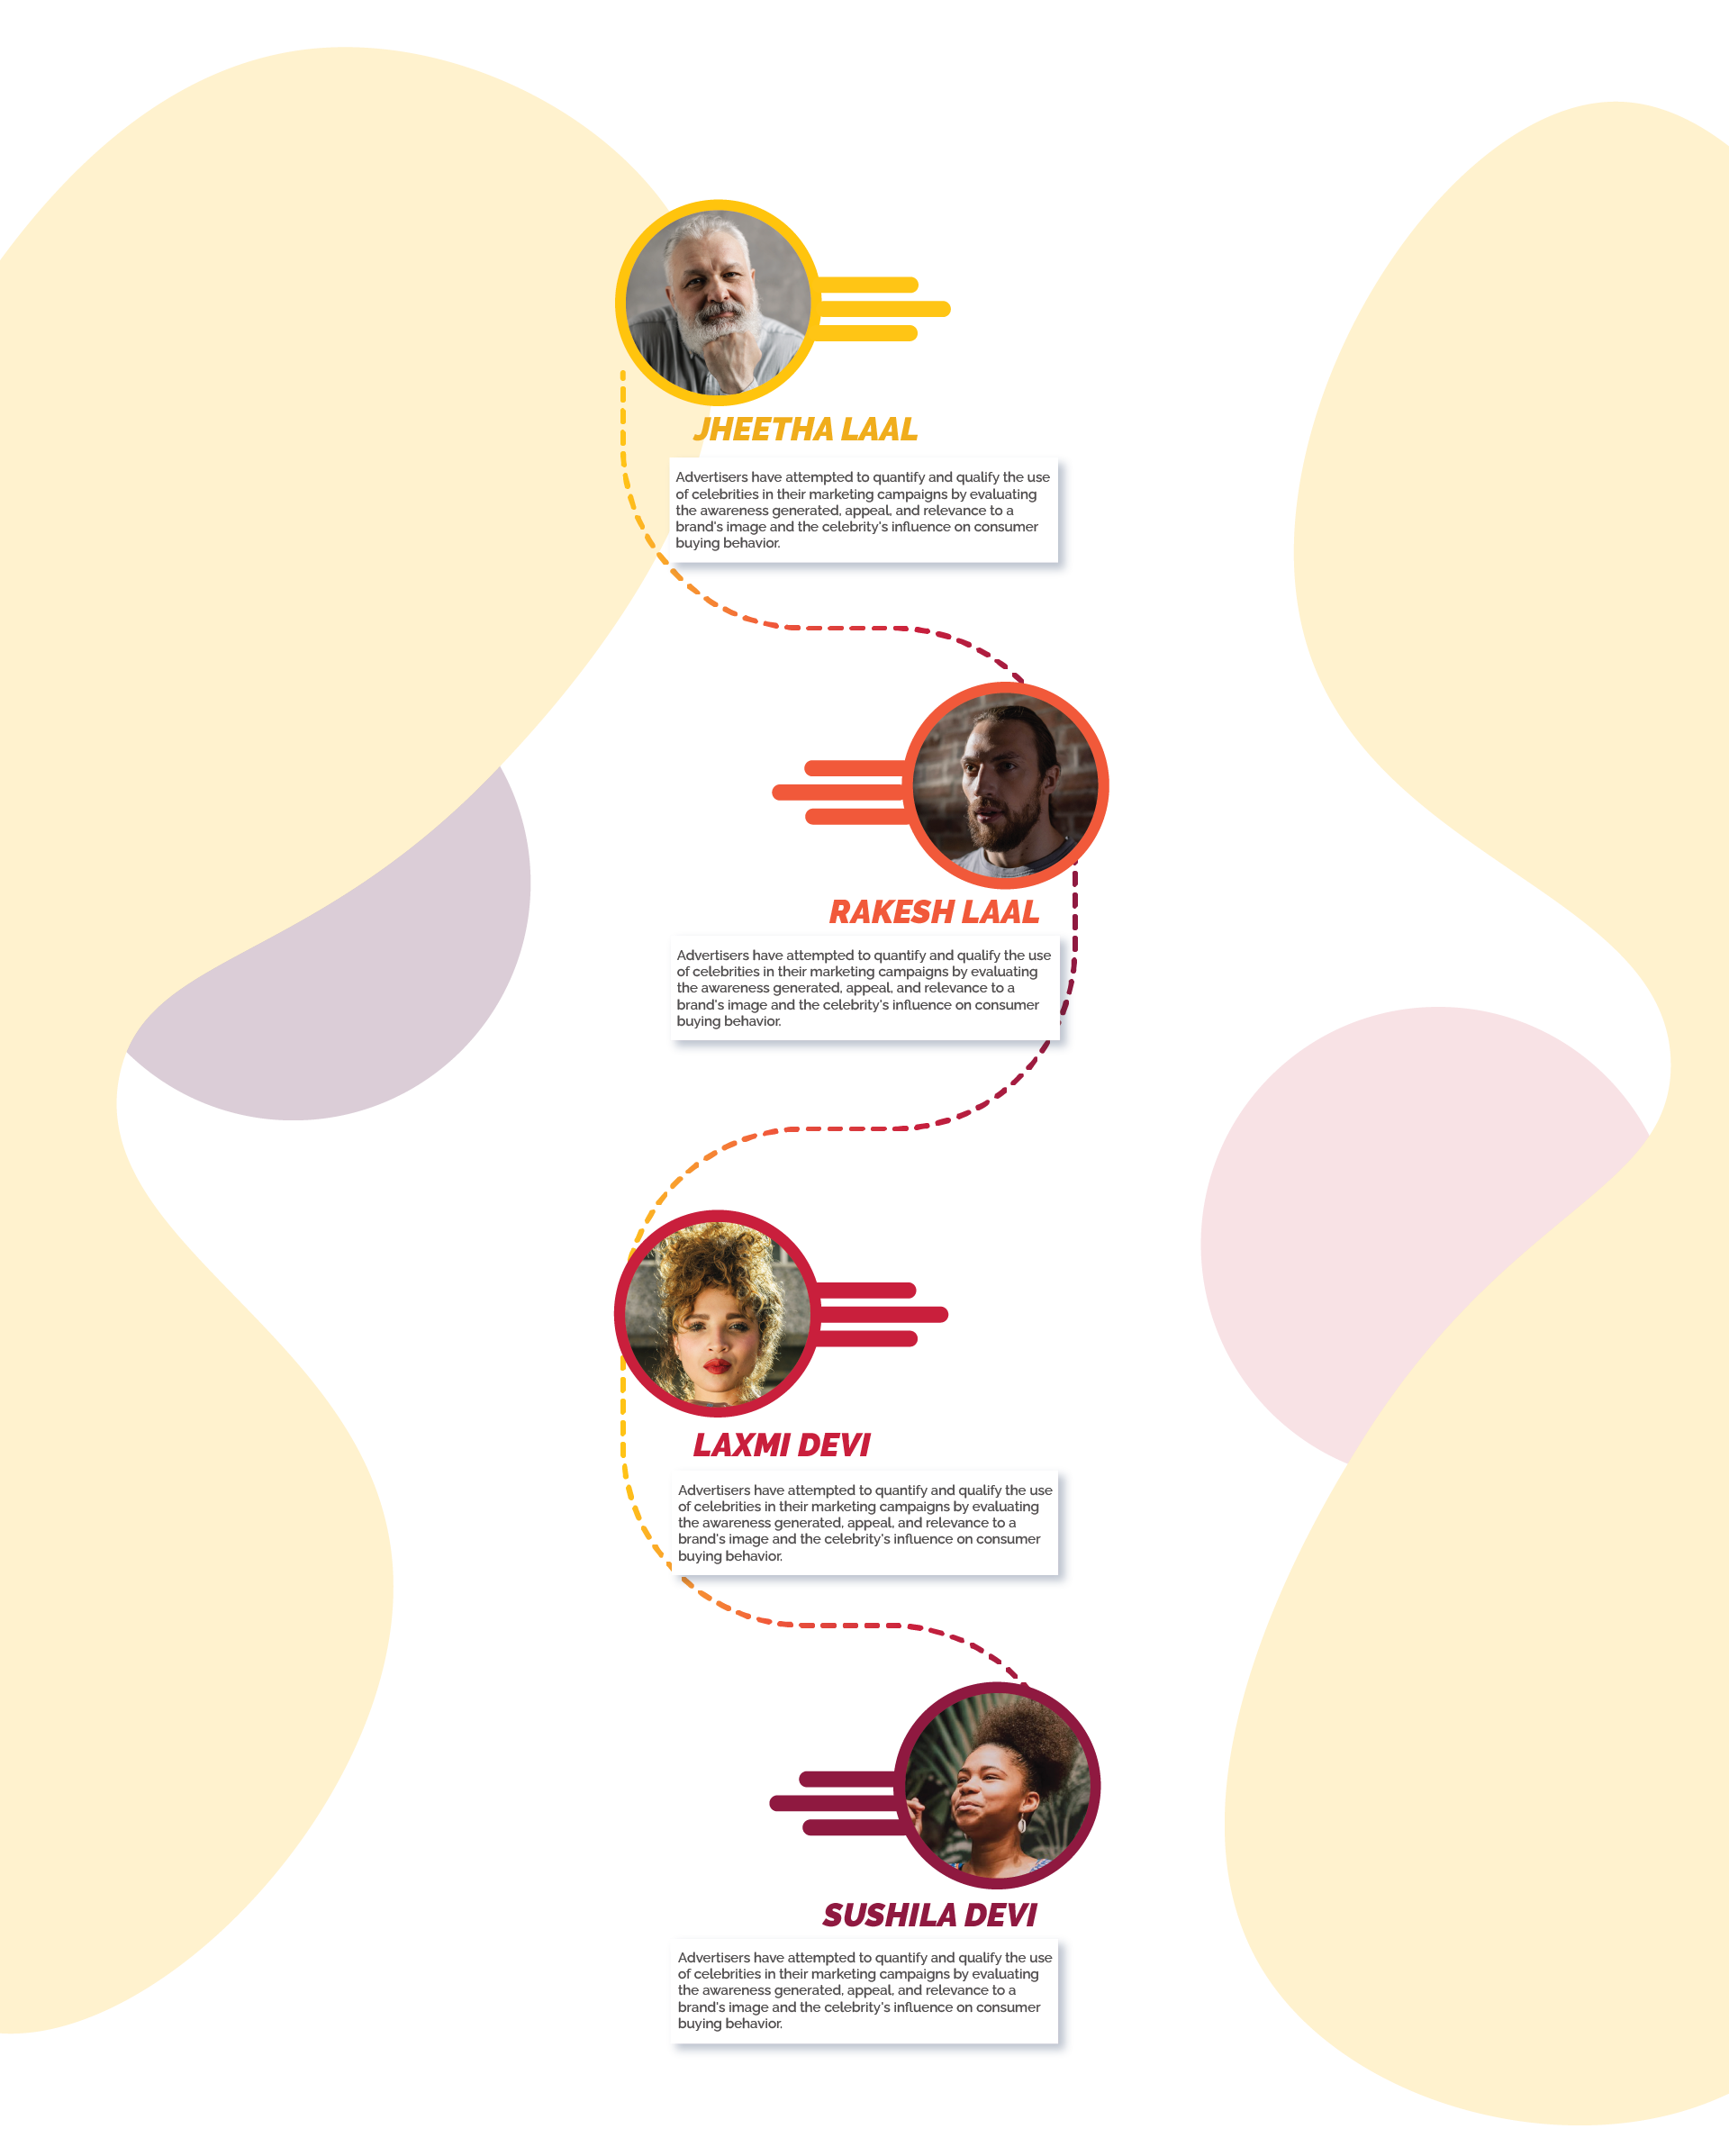 JHEETHA LAAL
Advertisers have attempted to quantify and qualify the use
of celebrities in their marketing campaigns by evaluating
the awareness generated, appeal, and relevance to a
brand's image and the celebrity's influence on consumer
buying behavior.
RAKESH LAAL
Advertisers have attempted to quantify and qualify the use
of celebrities in their marketing campaigns by evaluating
the awareness generated, appeal, and relevance to a
brand's image and the celebrity's influence on consumer
buying behavior.
LAXMI DEVI
Advertisers have attempted to quantify and qualify the use
of celebrities in their marketing campaigns by evaluating
the awareness generated, appeal, and relevance to a
brand's image and the celebrity's influence on consumer
buying behavior.
SUSHILA DEVI
Advertisers have attempted to quantify and qualify the use
of celebrities in their marketing campaigns by evaluating
the awareness generated, appeal, and relevance to a
brand's image and the celebrity's influence on consumer
buying behavior.